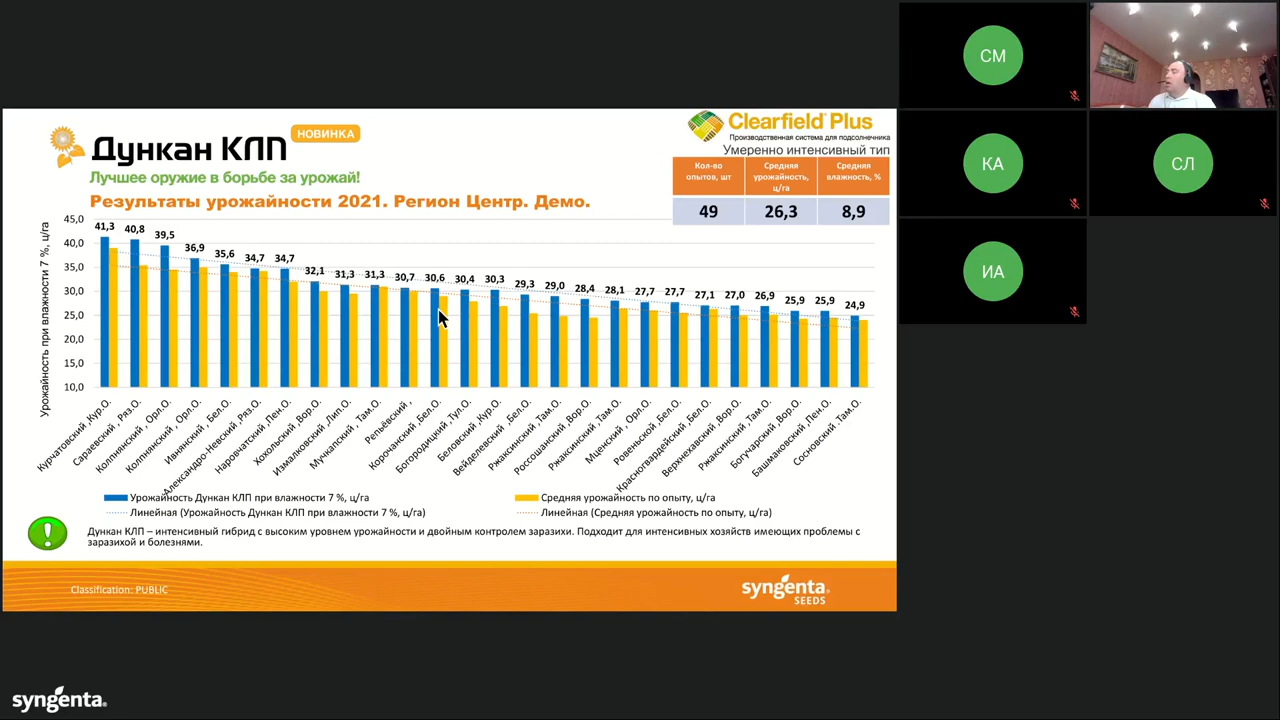 Дункан КЛП
НОВИНКА
Лучшее оружие в борьбе за урожай!
Результаты урожайности 2021. Регион Центр. Демо.
Clearfield Plus
Производственная система для подсолнечника
Умеренно интенсивный тип
Кол-во опытов, шт
Средняя урожайность, ц/га
Средняя влажность, %
49 26,3 8,9
Урожайность при влажности 7 %, ц/га
45,0
40,0
35,0
30,0
25,0
20,0
15,0
10,0
41,3 40,8 39,5 36,9 35,6 34,7 34,7 32,1 31,3 31,3 30,7 30,6 30,4 30,3 29,3 29,0 28,4 28,1 27,7 27,7 27,1 27,0 26,9 25,9 25,9 24,9
Курчатовский ,Кур.О.
Сараевский , Ряз.О.
Колпнянский , Орл.О.
Колпнянский , Орл.О.
Ивнянский , Бел.О.
Александро-Невский, Ряз.О.
Наровчатский ,Пен.О.
Хохольский ,Вор.О.
Измалковский ,Лип.О.
Мучкапский , Там.О.
Репьёвский ,
Корочанский ,Бел.О.
Богородицкий ,Тул.О.
Беловский ,Кур.О.
Вейделевский , Бел.О.
Ржаксинский , Там.О.
Россошанский , Вор.О.
Ржаксинский , Там.О.
Мценский , Орл.О.
Ровенской , Бел.О.
Красногвардейский , Бел.О.
Верхнехавский , Вор.О.
Ржаксинский , Там.О.
Богучарский , Вор.О.
Башмаковский , Пен.О.
Сосновский ,Там.О.
Урожайность Дункан КЛП при влажности 7 %, ц/га
Средняя урожайность по опыту, ц/га
Линейная (Урожайность Дункан КЛП при влажности 7 %, ц/га)
Линейная (Средняя урожайность по опыту, ц/га)
Дункан КЛП – интенсивный гибрид с высоким уровнем урожайности и двойным контролем заразихи. Подходит для интенсивных хозяйств имеющих проблемы с
заразихой и болезнями.
Classification: PUBLIC
syngenta
SEEDS
syngenta
СМ
КА
СЛ
ИА